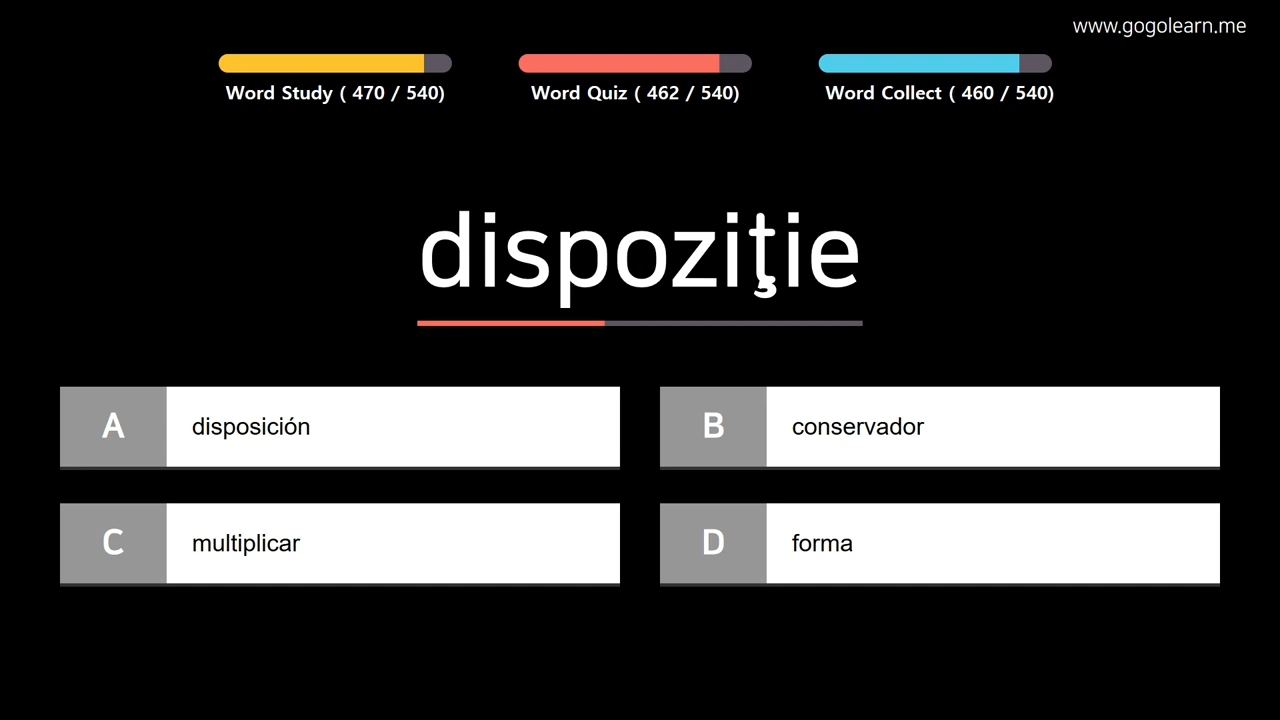 www.gogolearn.me
Word Study ( 470 / 540)
Word Quiz ( 462 / 540)
Word Collect ( 460 / 540)
dispoziţie
A disposición
B conservador
C multiplicar
D forma